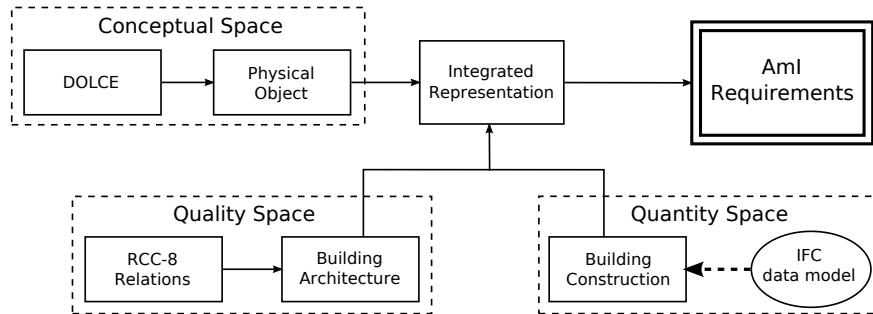 Conceptual Space
DOLCE
Physical
Object
Integrated
Representation
AmI
Requirements
Quality Space
RCC-8
Relations
Building
Architecture
Quantity Space
Building
Construction
IFC
data model